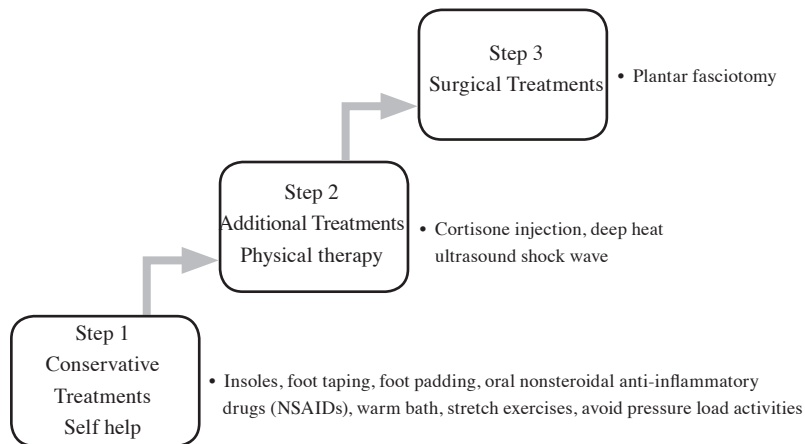 Step 3
Surgical Treatments
• Plantar fasciotomy
Step 2
Additional Treatments
Physical therapy
• Cortisone injection, deep heat
ultrasound shock wave
Step 1
Conservative
Treatments
Self help
• Insoles, foot taping, foot padding, oral nonsteroidal anti-inflammatory
drugs (NSAIDs), warm bath, stretch exercises, avoid pressure load activities